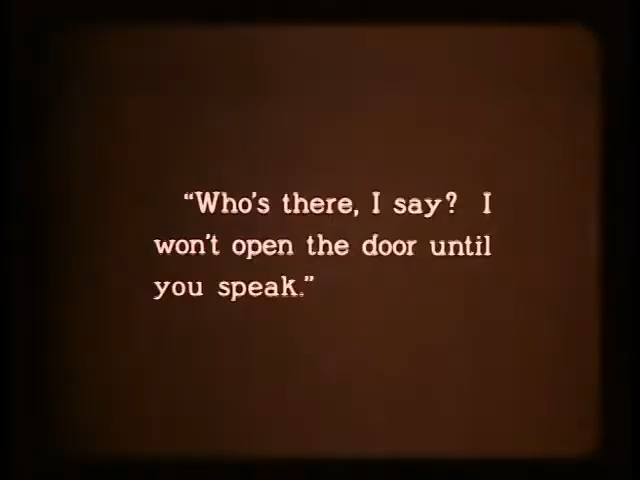 “Who's there, I say? I
won't open the door until
you speak.”